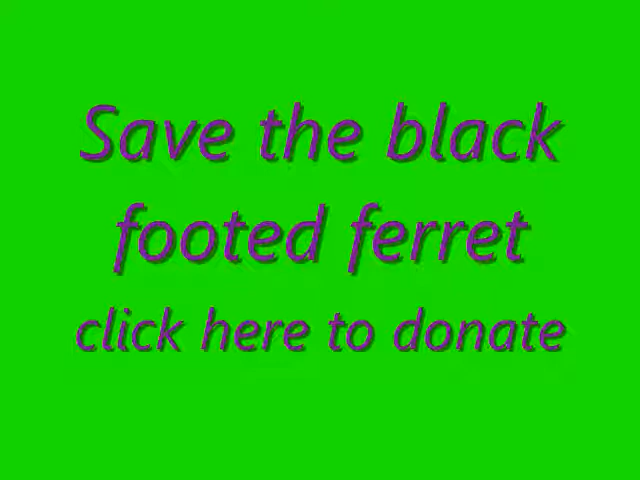 Save the black
footed ferret
click here to donate